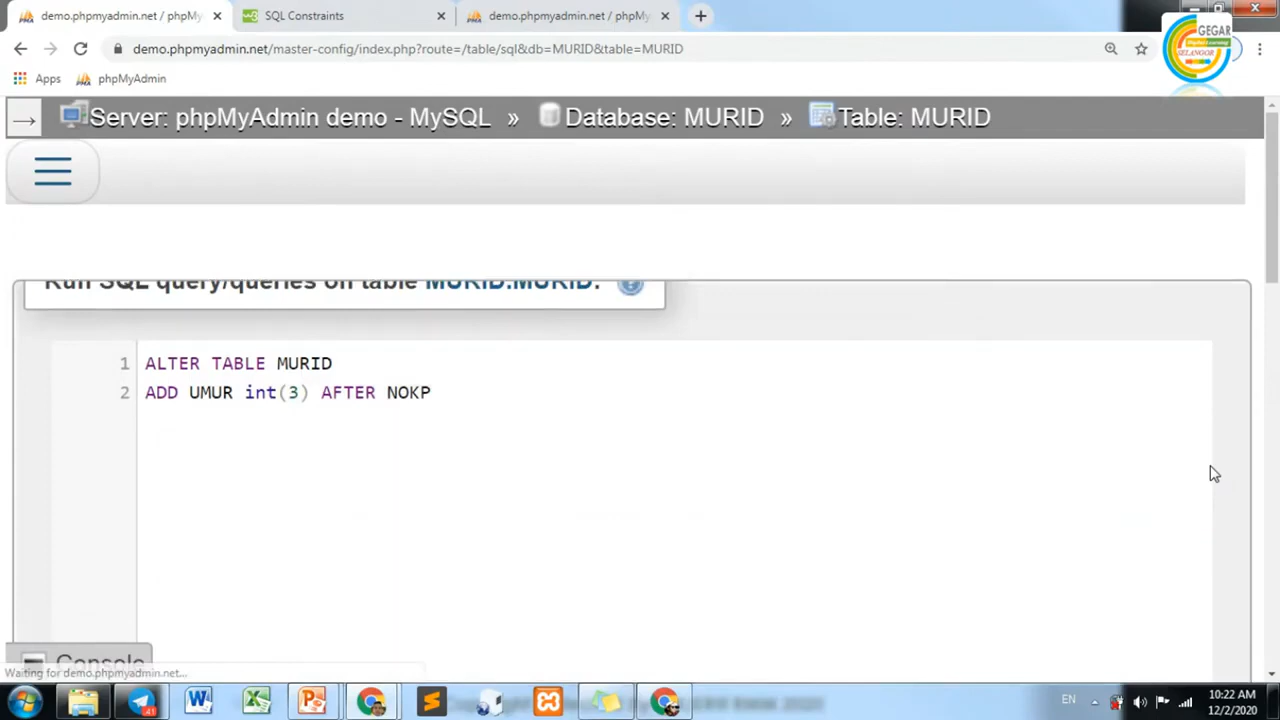 demo.phpmyadmin.net / phpMy
SQL Constraints
demo.phpmyadmin.net / phpMy
demo.phpmyadmin.net/master-config/index.php?route=/table/sql&db=MURID&table=MURID
GEGAR
SELANGOR
Apps
phpMyAdmin
Server: phpMyAdmin demo - MySQL » Database: MURID » Table: MURID
Run SQL query/queries on table MURID.MURID:
1 ALTER TABLE MURID
2 ADD UMUR int(3) AFTER NOKP
Console
Waiting for demo.phpmyadmin.net...
EN
10:22 AM
12/2/2020